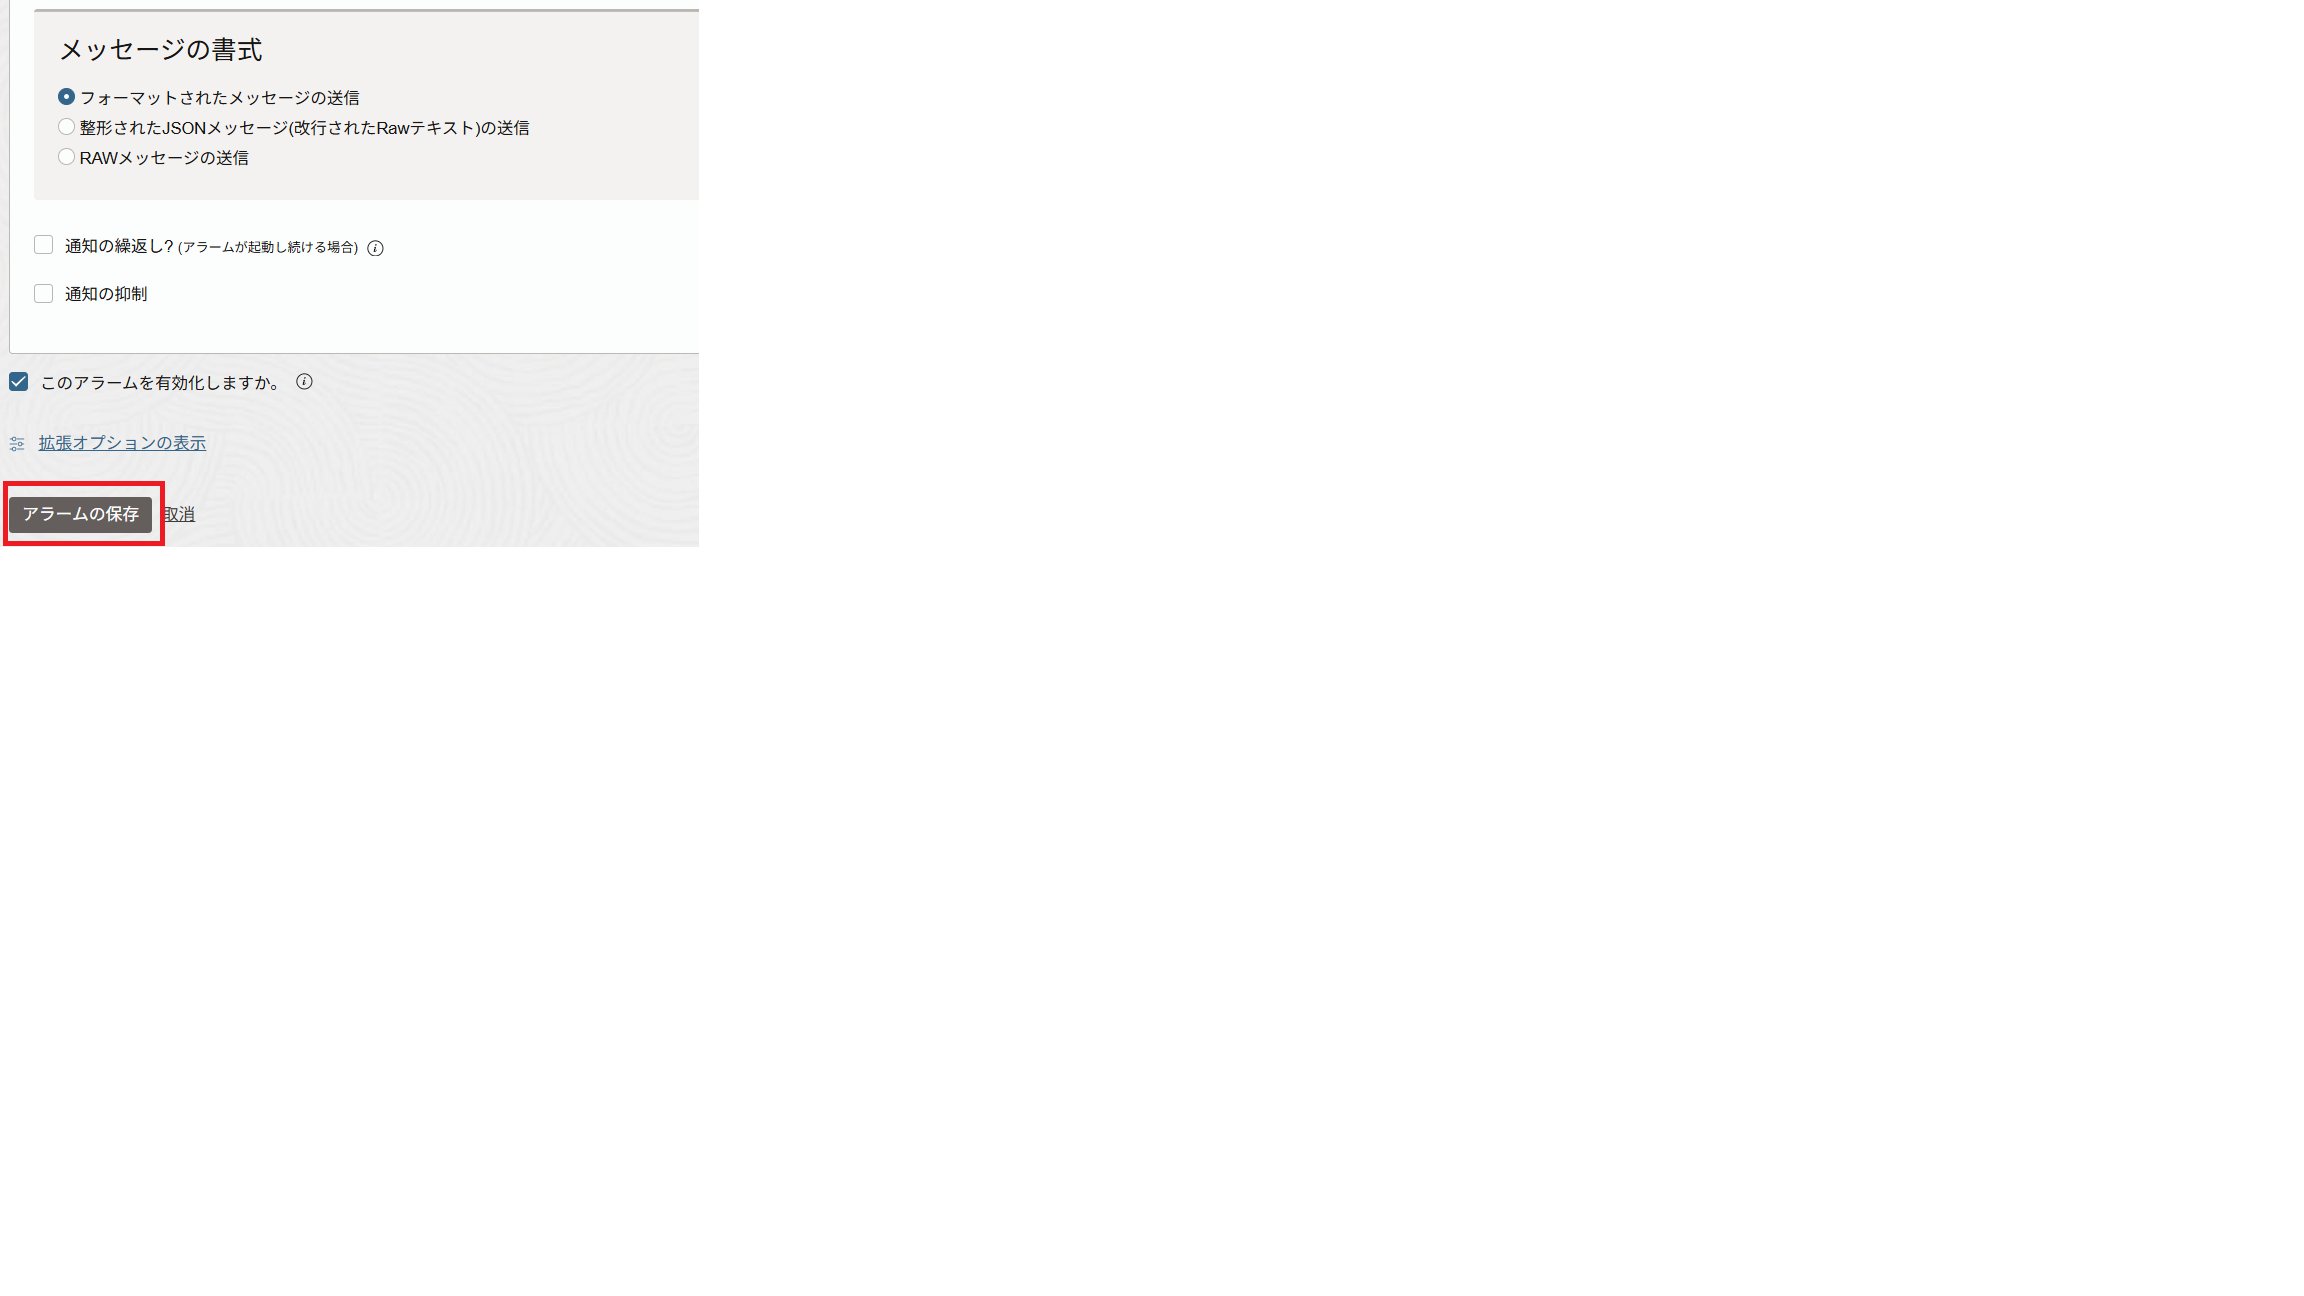 メッセージの書式
フォーマットされたメッセージの送信
整形されたJSONメッセージ(改行されたRawテキスト)の送信
RAWメッセージの送信
通知の繰返し? (アラームが起動し続ける場合)
通知の抑制
このアラームを有効化しますか。
拡張オプションの表示
アラームの保存 取消